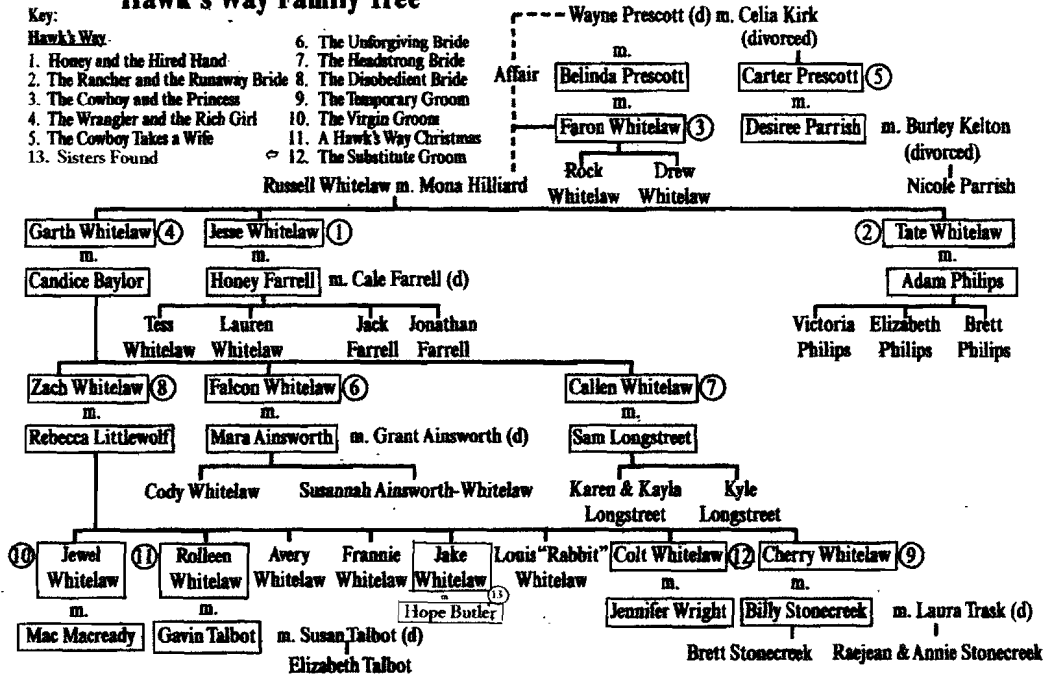 Hawk's Way Family Tree
Key:
Hawk's Way
1. Honey and the Hired Hand
2. The Rancher and the Runaway Bride
3. The Cowboy and the Princess
4. The Wrangler and the Rich Girl
5. The Cowboy Takes a Wife
13. Sisters Found
6. The Unforgiving Bride
7. The Headstrong Bride
8. The Disobedient Bride
9. The Temporary Groom
10. The Virgin Groom
11. A Hawk's Way Christmas
12. The Substitute Groom
Wayne Prescott (d) m. Celia Kirk
(divorced)
Affair
m.
Belinda Prescott
Carter Prescott 5
m.
m.
Faron Whitelaw 3
Desiree Parrish m. Burley Kelton
(divorced)
Nicole Parrish
Rock
Whitelaw
Drew
Whitelaw
Russell Whitelaw m. Mona Hilliard
Garth Whitelaw 4
Jesse Whitelaw 1
2 Tate Whitelaw
m.
m.
m.
Candice Baylor
Honey Farrell m. Cale Farrell (d)
Adam Philips
Tess
Whitelaw
Lauren
Whitelaw
Jack
Farrell
Jonathan
Farrell
Victoria
Philips
Elizabeth
Philips
Brett
Philips
Zach Whitelaw 8
Falcon Whitelaw 6
Callen Whitelaw 7
m.
m.
m.
Rebecca Littlewolf
Mara Ainsworth m. Grant Ainsworth (d)
Sam Longstreet
Cody Whitelaw
Susannah Ainsworth-Whitelaw
Karen & Kayla
Longstreet
Kyle
Longstreet
10 Jewel
Whitelaw
11 Rolleen
Whitelaw
Avery
Whitelaw
Frannie
Whitelaw
Jake
Whitelaw
Louis "Rabbit"
Whitelaw
Colt Whitelaw 12
Cherry Whitelaw 9
m.
m.
m 13
Hope Butler
m.
m.
Mac Macready
Gavin Talbot m. Susan Talbot (d)
Elizabeth Talbot
Jennifer Wright
Billy Stonecreek m. Laura Trask (d)
Brett Stonecreek
Raejean & Annie Stonecreek